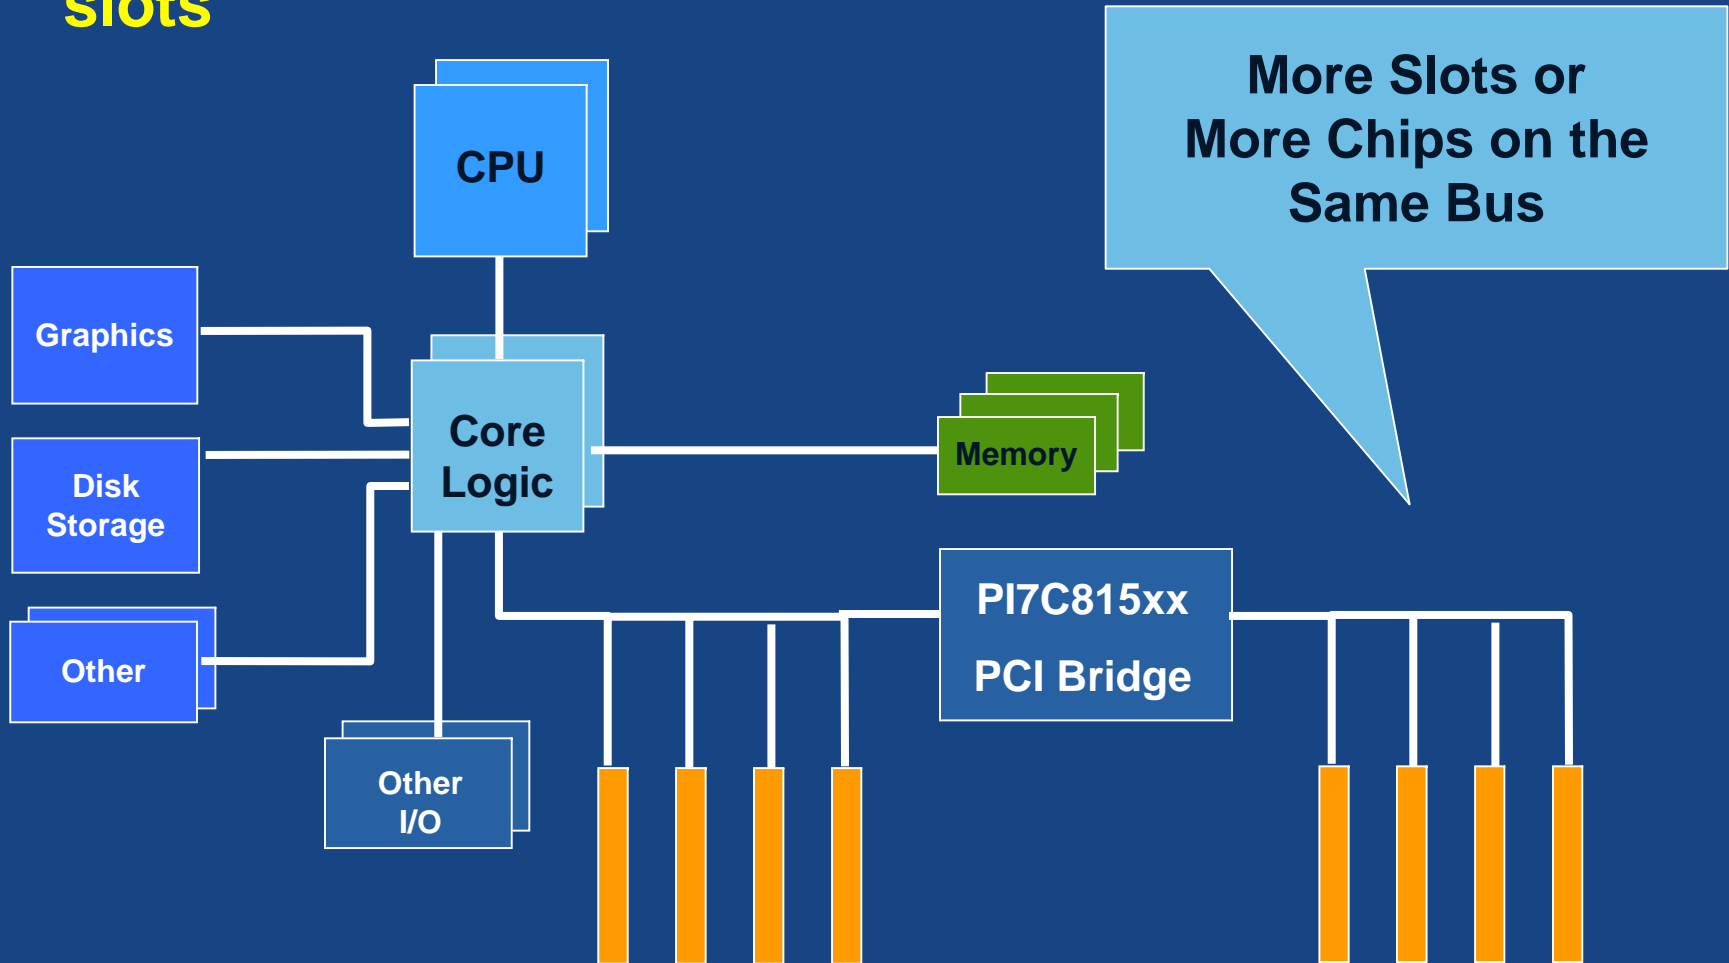 slots
More Slots or
More Chips on the
Same Bus
CPU
Graphics
Core
Logic
Memory
Disk
Storage
PI7C815xx
PCI Bridge
Other
Other
I/O